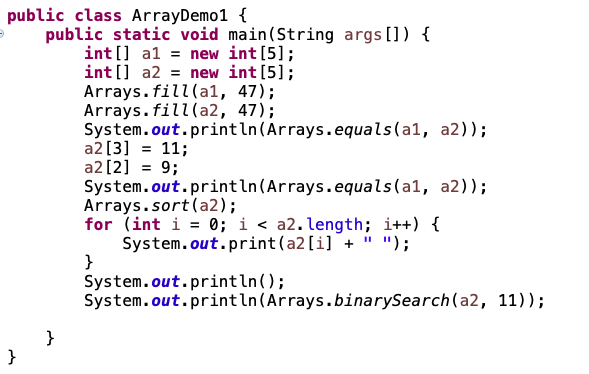 public class ArrayDemo1 {
    public static void main(String args[]) {
        int[] a1 = new int[5];
        int[] a2 = new int[5];
        Arrays.fill(a1, 47);
        Arrays.fill(a2, 47);
        System.out.println(Arrays.equals(a1, a2));
        a2[3] = 11;
        a2[2] = 9;
        System.out.println(Arrays.equals(a1, a2));
        Arrays.sort(a2);
        for (int i = 0; i < a2.length; i++) {
            System.out.print(a2[i] + " ");
        }
        System.out.println();
        System.out.println(Arrays.binarySearch(a2, 11));
    }
}